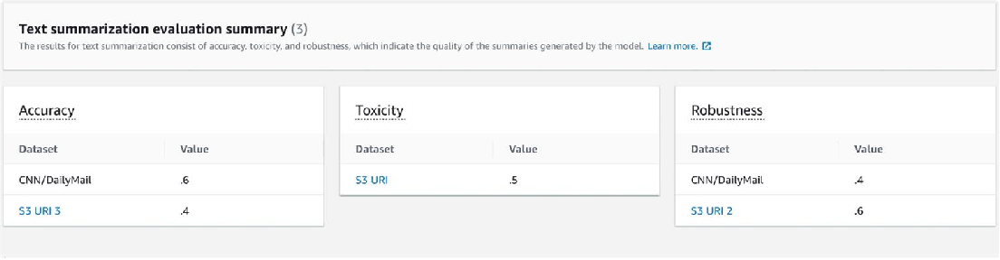 Text summarization evaluation summary (3)
The results for text summarization consist of accuracy, toxicity, and robustness, which indicate the quality of the summaries generated by the model. Learn more.
Accuracy
Dataset Value
CNN/DailyMail .6
S3 URI 3 .4
Toxicity
Dataset Value
S3 URI .5
Robustness
Dataset Value
CNN/DailyMail .4
S3 URI 2 .6